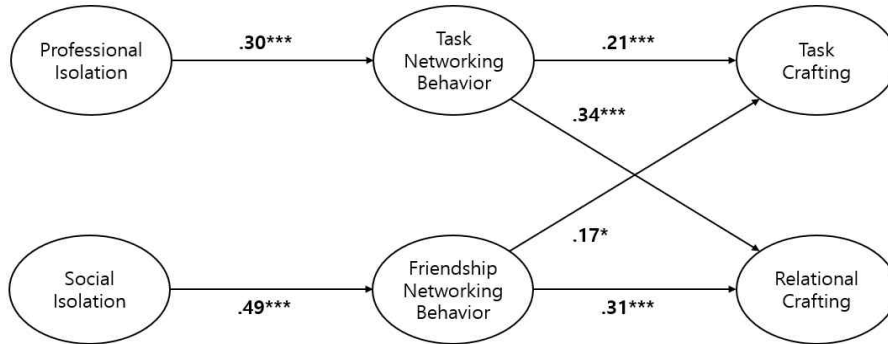 Professional
Isolation
.30***
Task
Networking
Behavior
.21***
Task
Crafting
.34***
.17*
Social
Isolation
.49***
Friendship
Networking
Behavior
.31***
Relational
Crafting